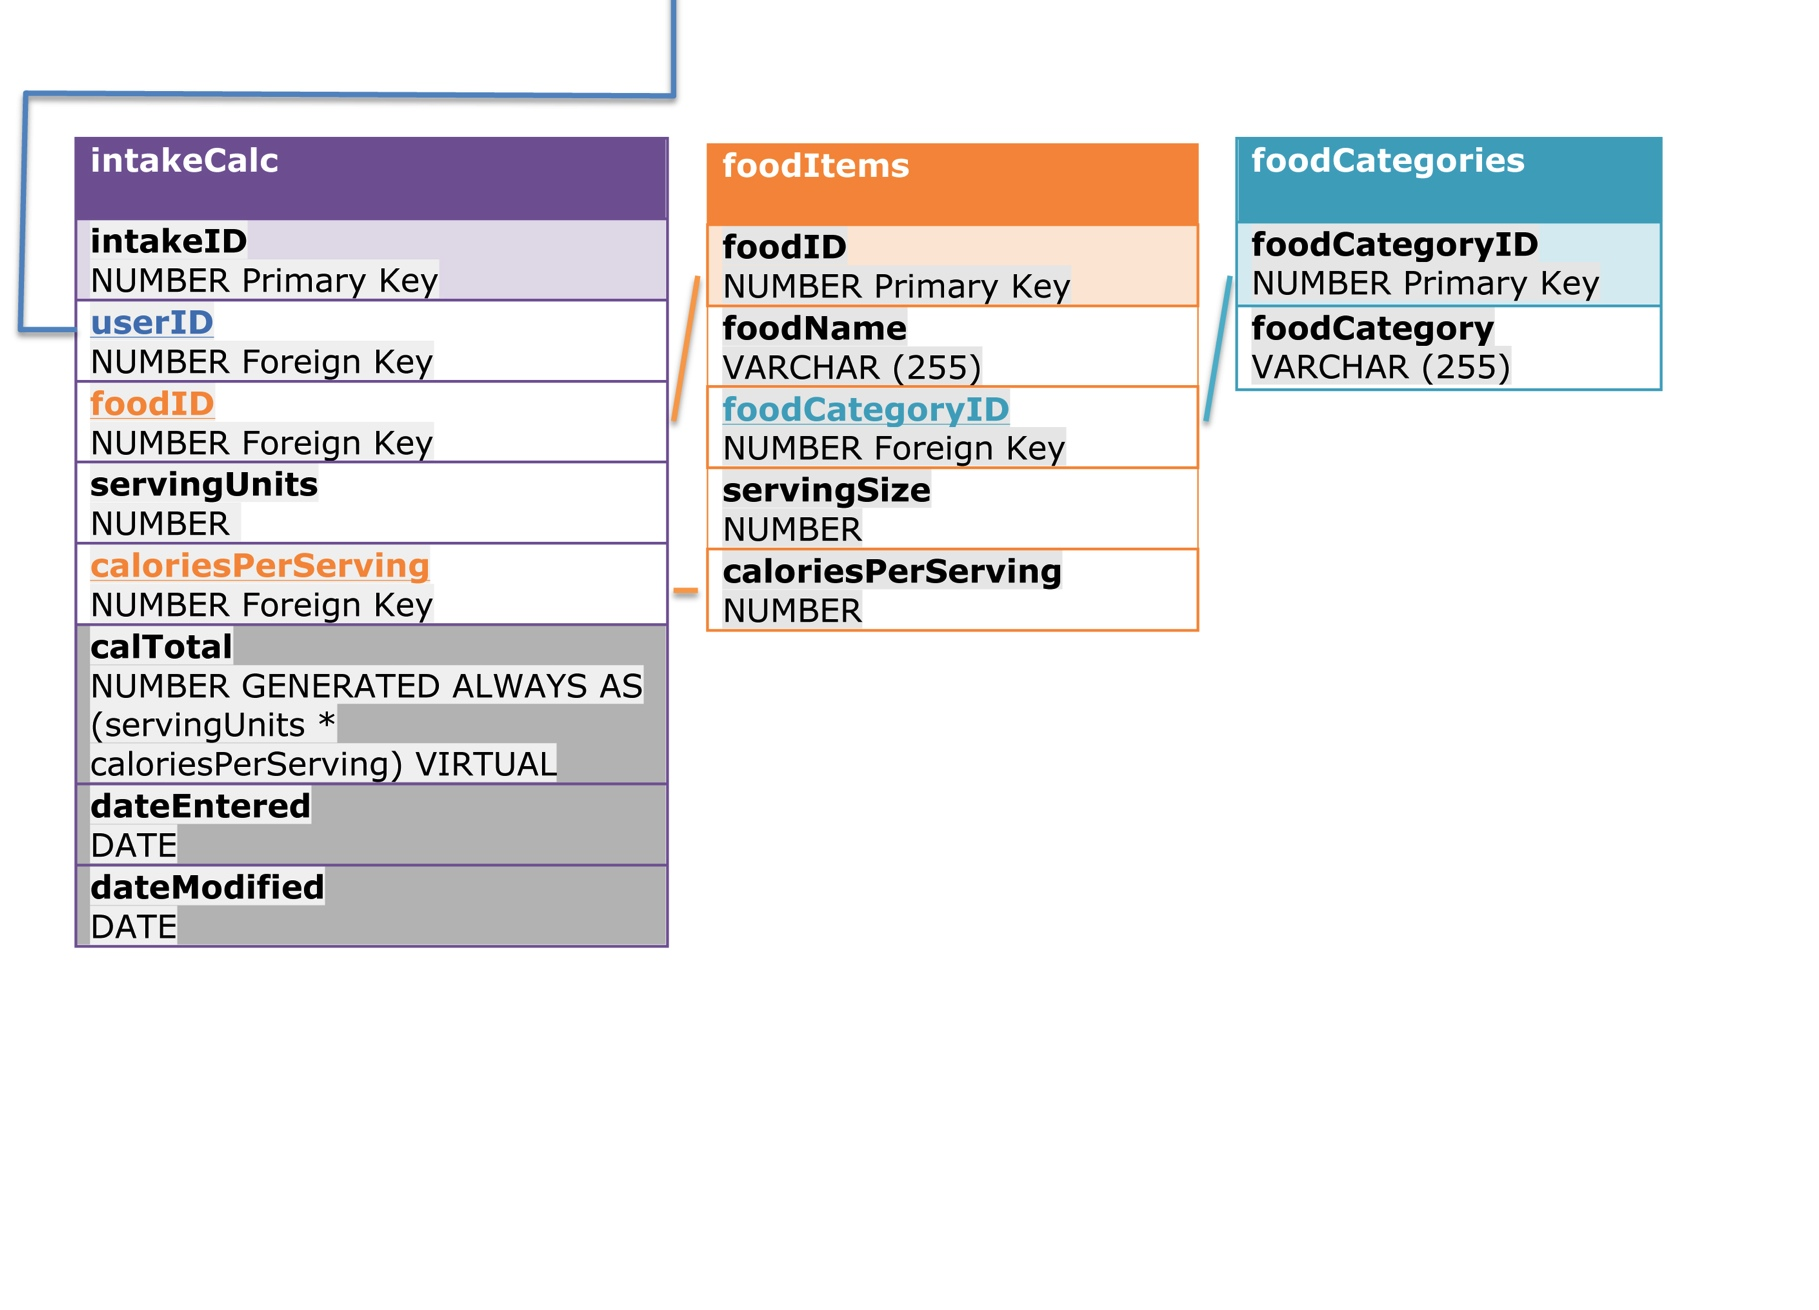 intakeCalc
intakeID
NUMBER Primary Key
userID
NUMBER Foreign Key
foodID
NUMBER Foreign Key
servingUnits
NUMBER
caloriesPerServing
NUMBER Foreign Key
calTotal
NUMBER GENERATED ALWAYS AS
(servingUnits *
caloriesPerServing) VIRTUAL
dateEntered
DATE
dateModified
DATE
foodItems
foodID
NUMBER Primary Key
foodName
VARCHAR (255)
foodCategoryID
NUMBER Foreign Key
servingSize
NUMBER
caloriesPerServing
NUMBER
foodCategories
foodCategoryID
NUMBER Primary Key
foodCategory
VARCHAR (255)